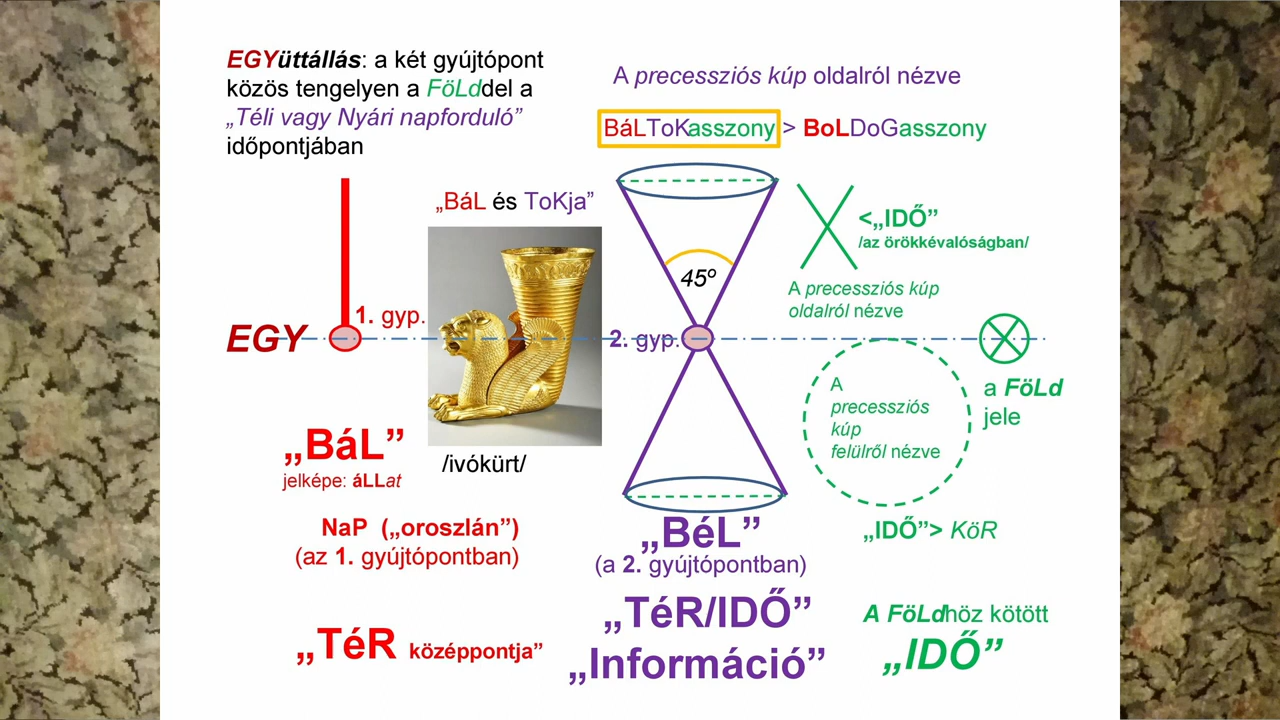 EGYüttállás: a két gyújtópont
közös tengelyen a FöLddel a
„Téli vagy Nyári napforduló”
időpontjában
A precessziós kúp oldalról nézve
BáLToKasszony > BoLDoGasszony
„BáL és ToKja”
<„IDŐ”
/az örökkévalóságban/
45º
A precessziós kúp
oldalról nézve
1. gyp.
EGY
2. gyp.
A
precessziós
kúp
felülről nézve
a FöLd
jele
„BáL”
jelképe: áLLat
/ivókürt/
NaP („oroszlán”)
(az 1. gyújtópontban)
„BéL”
(a 2. gyújtópontban)
„IDŐ”> KöR
„TéR középpontja”
„TéR/IDŐ”
„Információ”
A FöLdhöz kötött
„IDŐ”